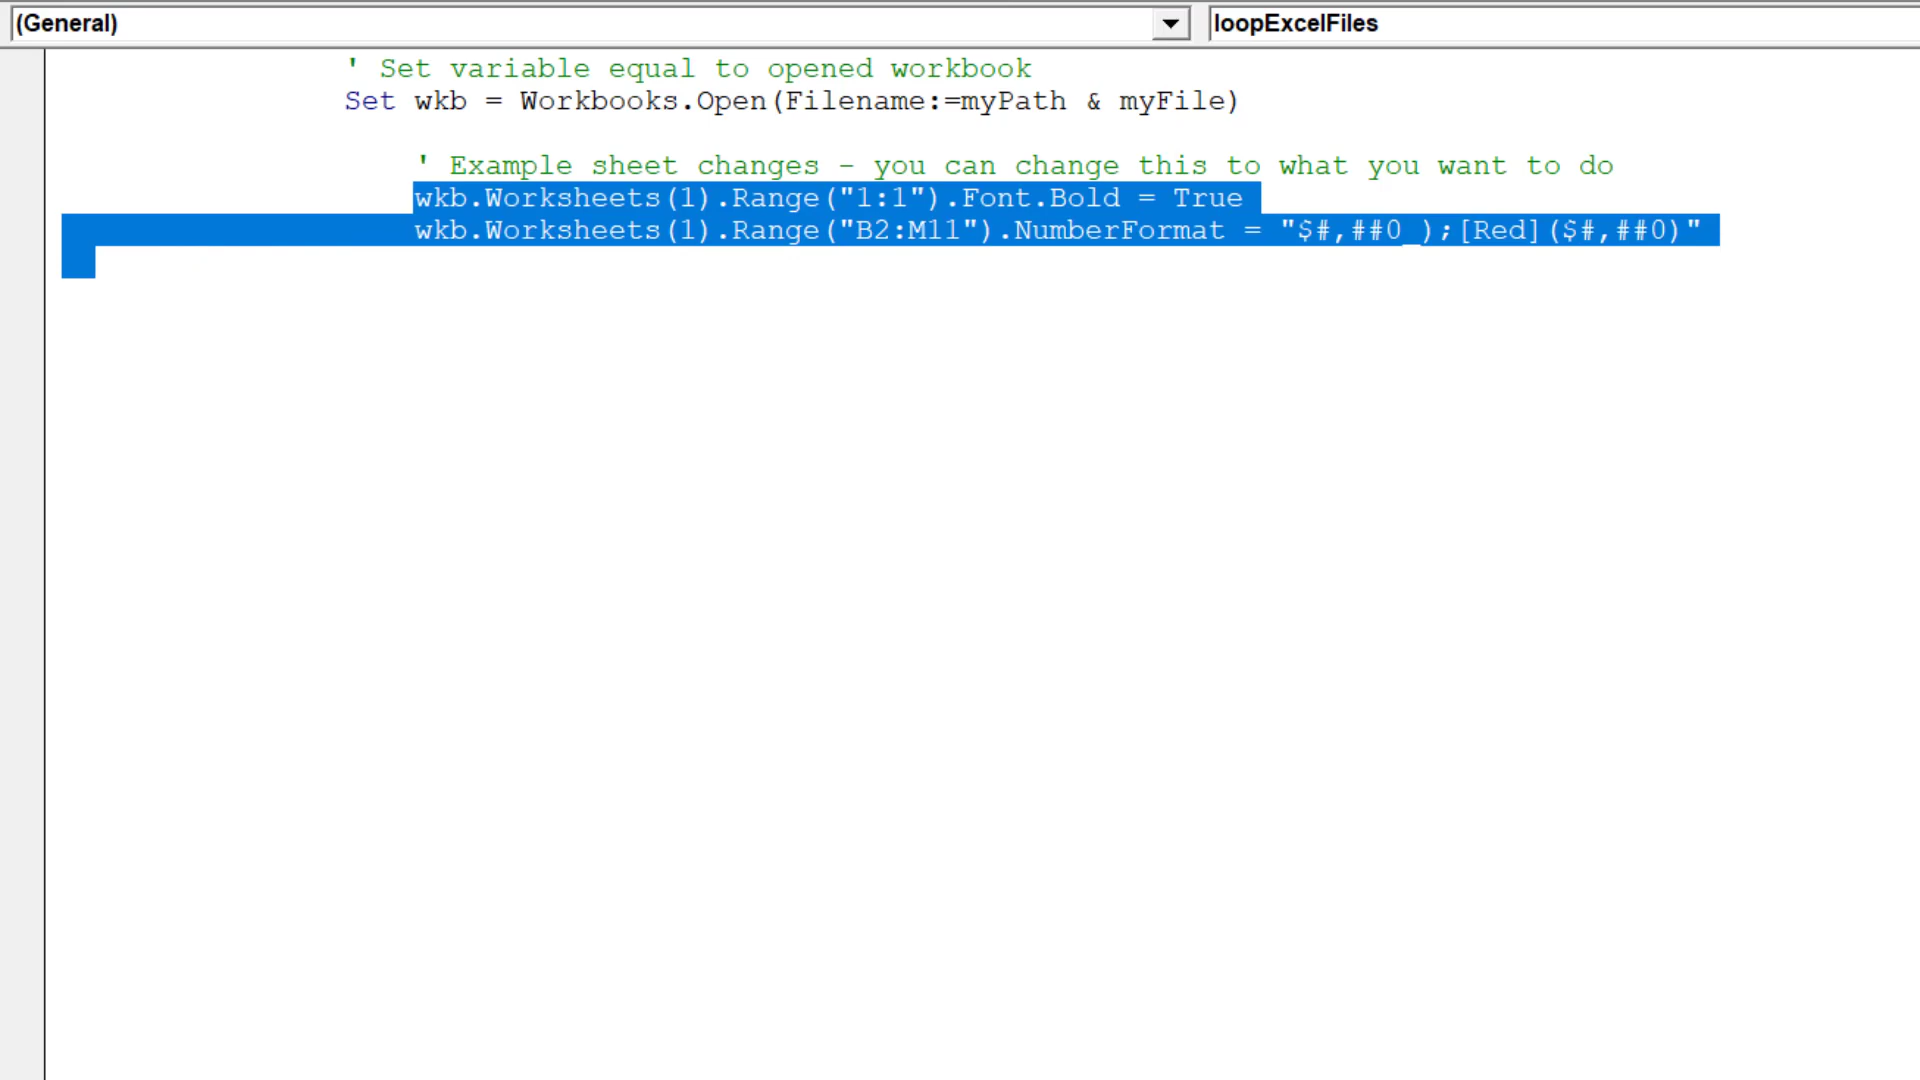 (General)
loopExcelFiles
' Set variable equal to opened workbook
Set wkb = Workbooks.Open(Filename:=myPath & myFile)
' Example sheet changes - you can change this to what you want to do
wkb.Worksheets(1).Range("1:1").Font.Bold = True
wkb.Worksheets(1).Range("B2:M11").NumberFormat = "$#,##0_);[Red]($#,##0)"